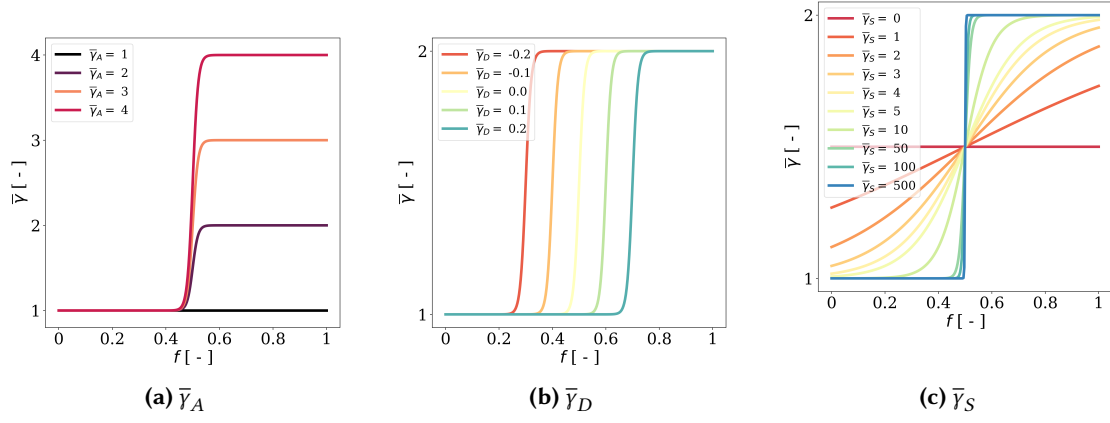 4
3
2
1
γ̅ [ - ]
γ̅A = 1
γ̅A = 2
γ̅A = 3
γ̅A = 4
0 0.2 0.4 0.6 0.8 1
f [ - ]
(a) γ̅A
2
1
γ̅ [ - ]
γ̅D = -0.2
γ̅D = -0.1
γ̅D = 0.0
γ̅D = 0.1
γ̅D = 0.2
0 0.2 0.4 0.6 0.8 1
f [ - ]
(b) γ̅D
2
1
γ̅ [ - ]
γ̅S = 0
γ̅S = 1
γ̅S = 2
γ̅S = 3
γ̅S = 4
γ̅S = 5
γ̅S = 10
γ̅S = 50
γ̅S = 100
γ̅S = 500
0 0.2 0.4 0.6 0.8 1
f [ - ]
(c) γ̅S